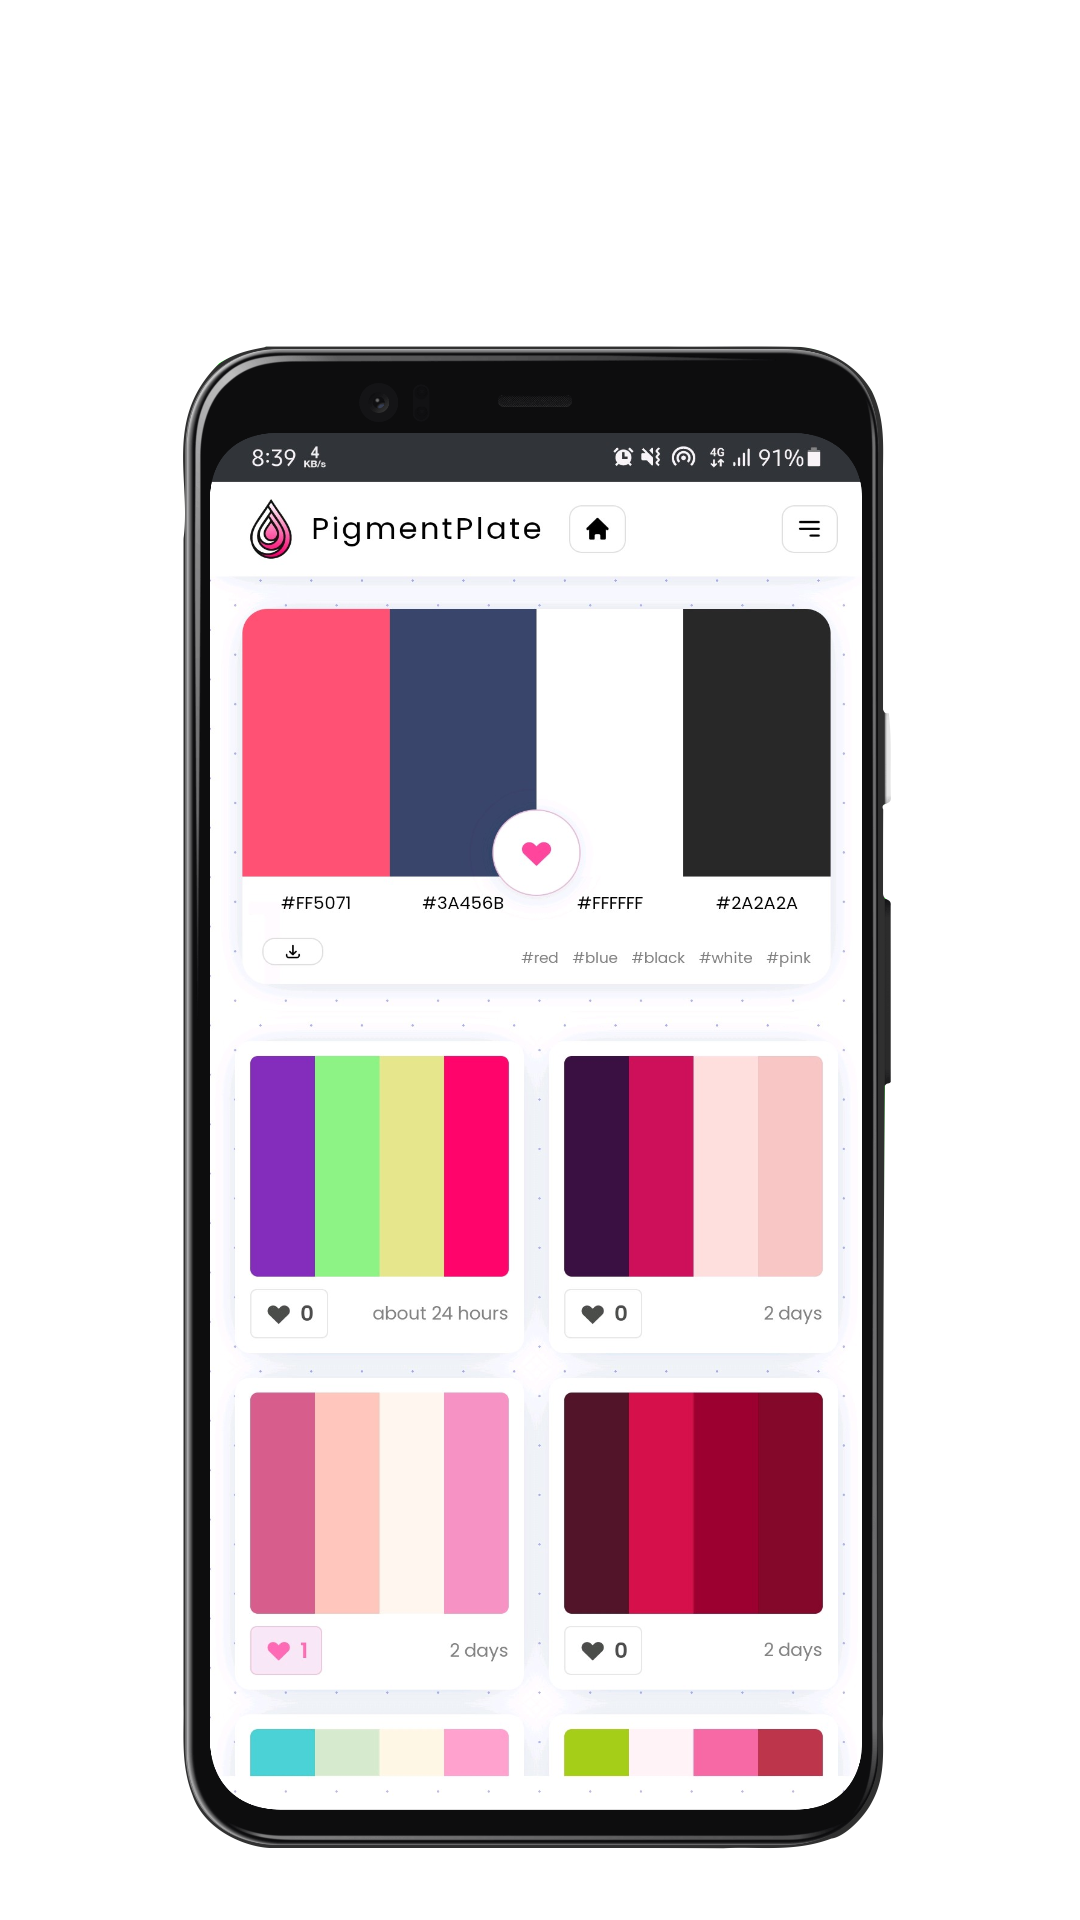 8:39 4 KB/s 4G 91%
PigmentPlate
#FF5071 #3A456B #FFFFFF #2A2A2A
#red #blue #black #white #pink
0 about 24 hours 0 2 days
1 2 days 0 2 days